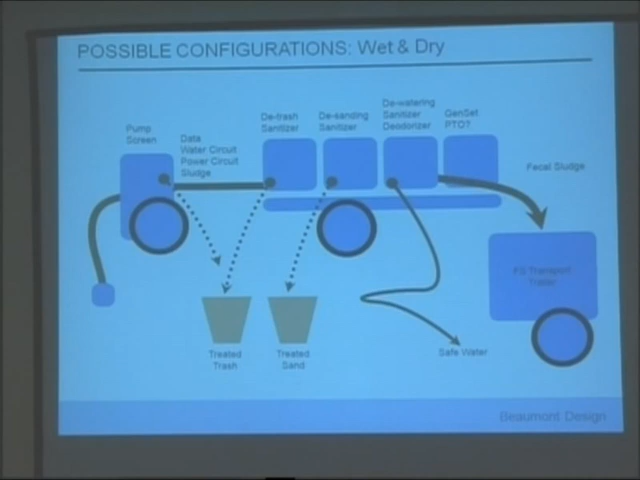 POSSIBLE CONFIGURATIONS: Wet & Dry
Pump
Screen
Data
Water Circuit
Power Circuit
Sludge
De-trash
Sanitizer
De-sanding
Sanitizer
De-watering
Sanitizer
Deodorizer
GenSet
PTO?
Fecal Sludge
FS Transport
Trailer
Treated
Trash
Treated
Sand
Safe Water
Beaumont Design